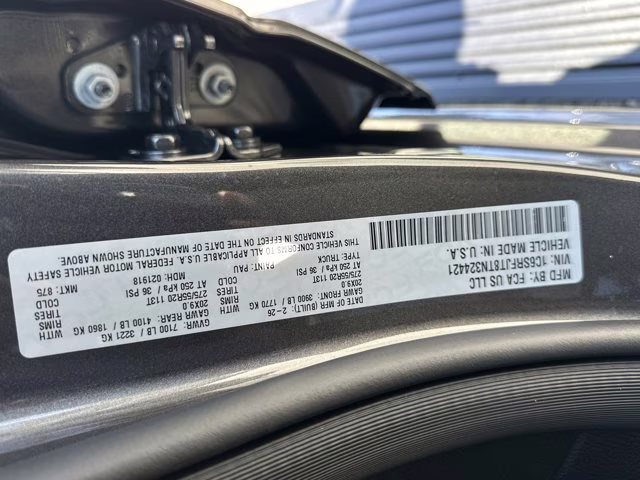 MFD BY: FCA US LLC
DATE OF MFR (BUILT): 2-26
GVWR: 7100 LB / 3221 KG
GAWR FRONT: 3900 LB / 1770 KG WITH
20X9.0 RIMS
275/55R20 113T TIRES
AT 250 kPa / 36 PSI COLD
GAWR REAR: 4100 LB / 1860 KG WITH
20X9.0 RIMS
275/55R20 113T TIRES
AT 250 kPa / 36 PSI COLD
THIS VEHICLE CONFORMS TO ALL APPLICABLE U.S.A. FEDERAL MOTOR VEHICLE SAFETY
STANDARDS IN EFFECT ON THE DATE OF MANUFACTURE SHOWN ABOVE.
VIN: 1C6SRFJT8TN324421
TYPE: TRUCK
PAINT: PAU
MDH: 021918
MKT: 875
VEHICLE MADE IN: U.S.A.